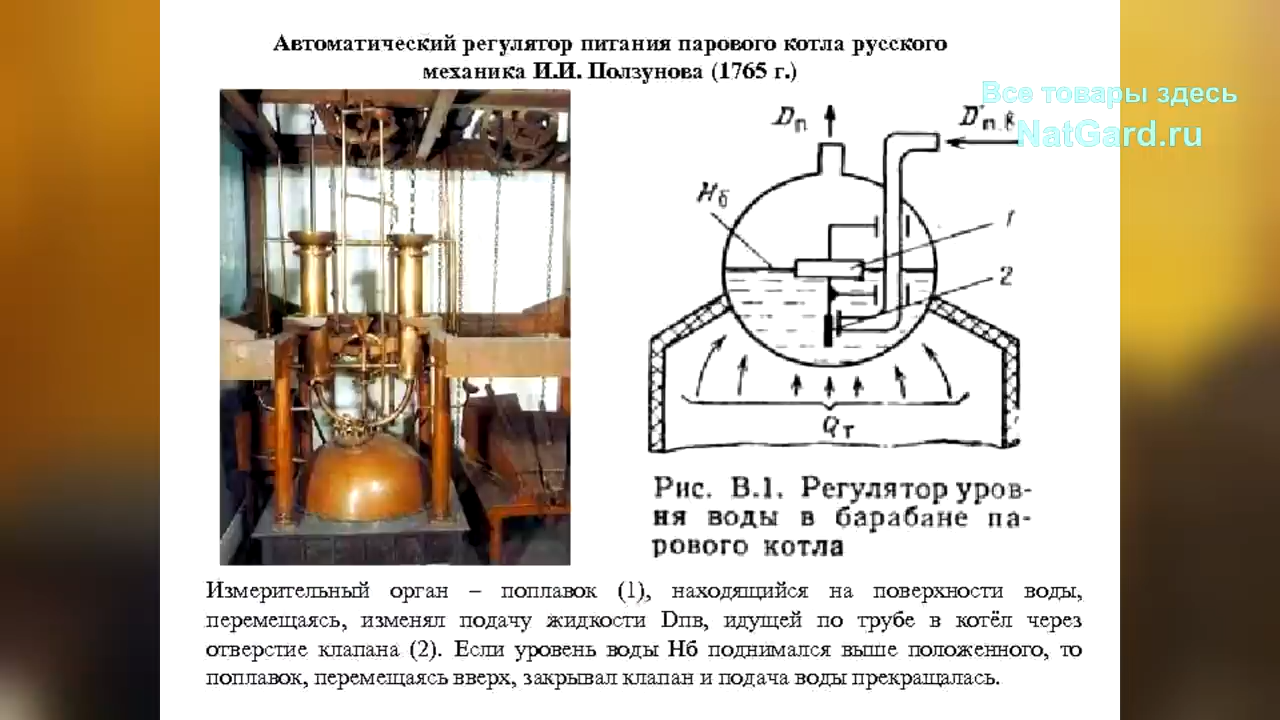 Автоматический регулятор питания парового котла русского
механика И.И. Ползунова (1765 г.)
Все товары здесь
NatGard.ru
Dп
Dп.в
Hб
1
2
Qт
Рис. В.1. Регулятор уров-
ня воды в барабане па-
рового котла
Измерительный орган – поплавок (1), находящийся на поверхности воды,
перемещаясь, изменял подачу жидкости Dпв, идущей по трубе в котёл через
отверстие клапана (2). Если уровень воды Нб поднимался выше положенного, то
поплавок, перемещаясь вверх, закрывал клапан и подача воды прекращалась.